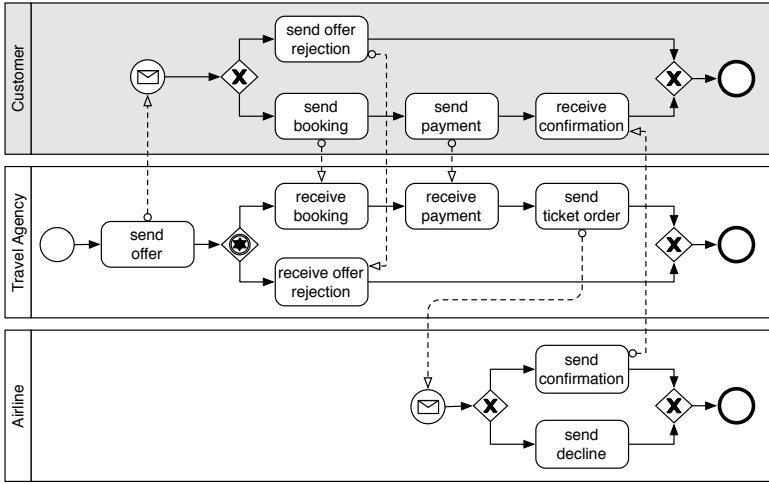 Customer
send offer
rejection
send
booking
send
payment
receive
confirmation
Travel Agency
send
offer
receive
booking
receive
payment
send
ticket order
receive offer
rejection
Airline
send
confirmation
send
decline